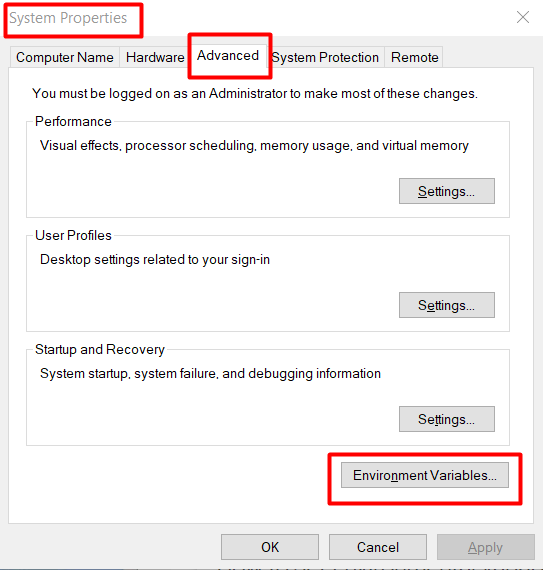 System Properties
Computer Name Hardware Advanced System Protection Remote
You must be logged on as an Administrator to make most of these changes.
Performance
Visual effects, processor scheduling, memory usage, and virtual memory
Settings...
User Profiles
Desktop settings related to your sign-in
Settings...
Startup and Recovery
System startup, system failure, and debugging information
Settings...
Environment Variables...
OK Cancel Apply